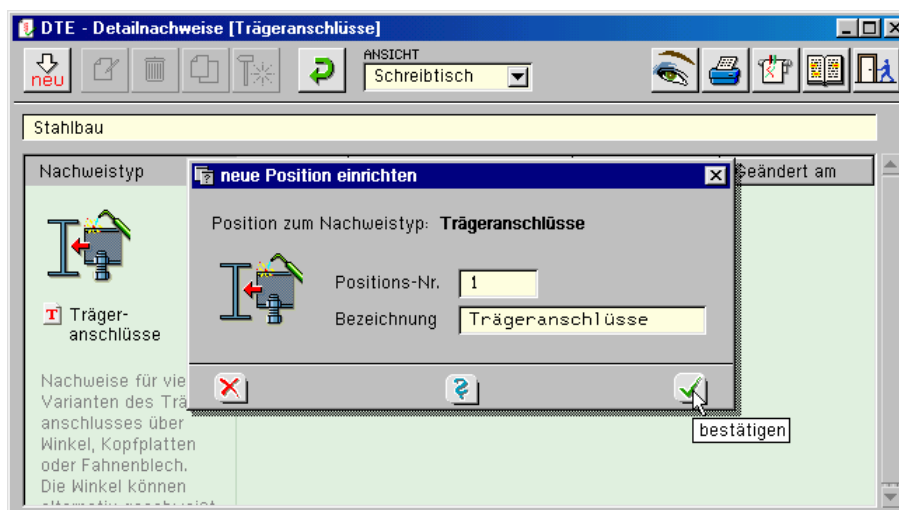 DTE - Detailnachweise [Trägeranschlüsse]
neu
ANSICHT
Schreibtisch
Stahlbau
Nachweistyp
Geändert am
neue Position einrichten
Position zum Nachweistyp: Trägeranschlüsse
Positions-Nr. 1
Bezeichnung Trägeranschlüsse
bestätigen
T Träger-
anschlüsse
Nachweise für vie
Varianten des Trä
anschlusses über
Winkel, Kopfplatten
oder Fahnenblech.
Die Winkel können